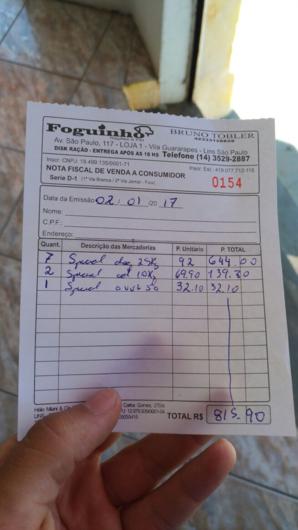 Foguinho
BRUNO TOBLER
Av. São Paulo, 117 - LOJA 1 - Vila Guararapes - Lins São Paulo
DISK RAÇÃO - ENTREGA APÓS AS 18 HS Telefone (14) 3529-2887
NOTA FISCAL DE VENDA A CONSUMIDOR
Serie D-1 0154
Data da Emissão 02 / 01 /20 17
Nome:
C.P.F.:
Endereço:
Quant. Descrição das Mercadorias P. Unitário P. TOTAL
7 Special dog 25Kg 92 644.00
2 Special cat 10Kg 69.90 139.80
1 Special 32.10 32.10
TOTAL R$ 815.90